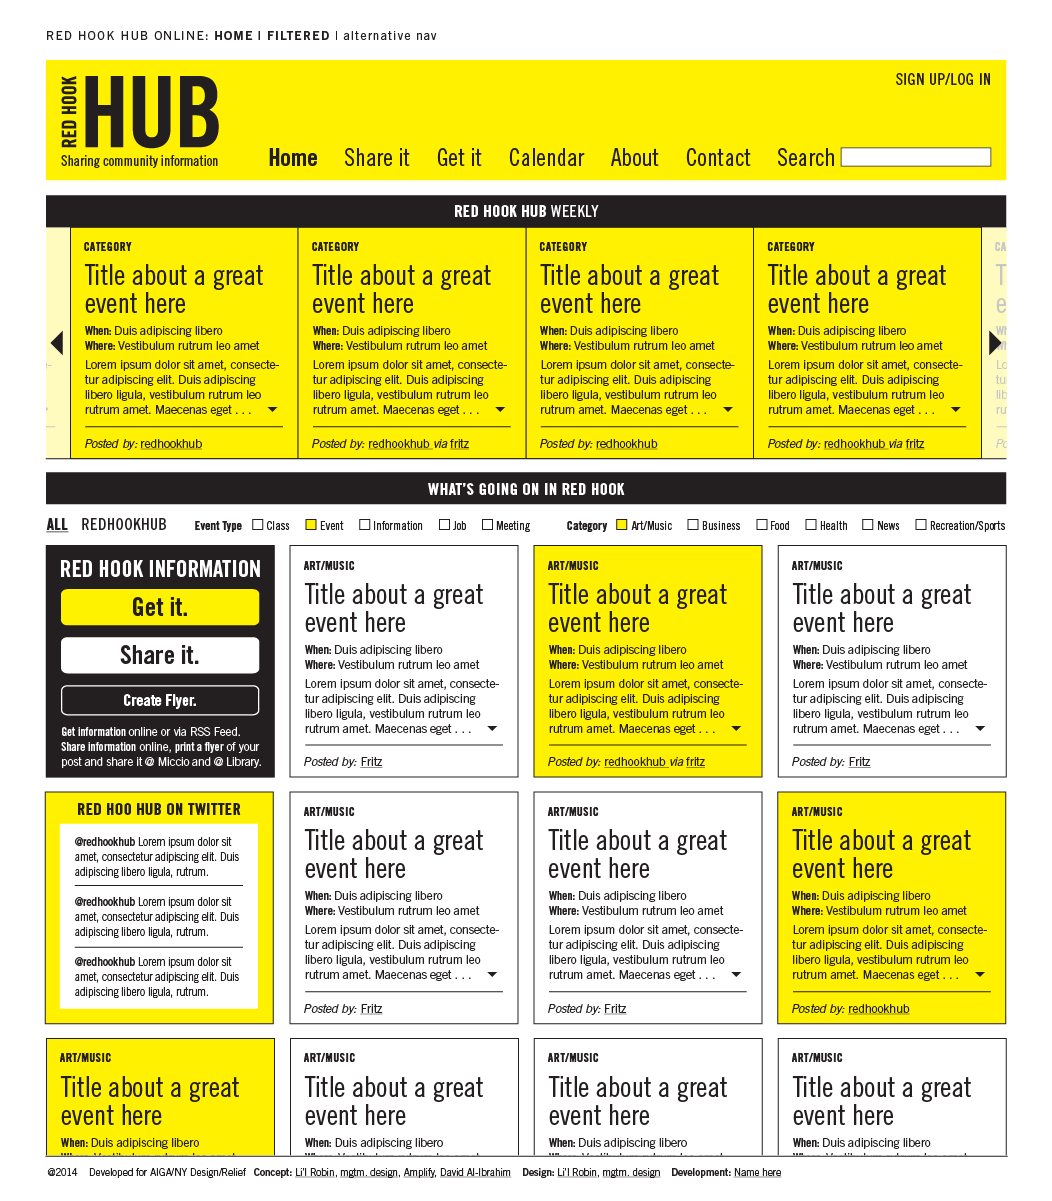 RED HOOK HUB ONLINE: HOME | FILTERED | alternative nav
SIGN UP/LOG IN
RED HOOK
HUB
Sharing community information
Home Share it Get it Calendar About Contact Search
RED HOOK HUB WEEKLY
CATEGORY
Title about a great
event here
When: Duis adipiscing libero
Where: Vestibulum rutrum leo amet
Lorem ipsum dolor sit amet, consecte-
tur adipiscing elit. Duis adipiscing
libero ligula, vestibulum rutrum leo
rutrum amet. Maecenas eget . . .
Posted by: redhookhub
CATEGORY
Title about a great
event here
When: Duis adipiscing libero
Where: Vestibulum rutrum leo amet
Lorem ipsum dolor sit amet, consecte-
tur adipiscing elit. Duis adipiscing
libero ligula, vestibulum rutrum leo
rutrum amet. Maecenas eget . . .
Posted by: redhookhub via fritz
CATEGORY
Title about a great
event here
When: Duis adipiscing libero
Where: Vestibulum rutrum leo amet
Lorem ipsum dolor sit amet, consecte-
tur adipiscing elit. Duis adipiscing
libero ligula, vestibulum rutrum leo
rutrum amet. Maecenas eget . . .
Posted by: redhookhub
CATEGORY
Title about a great
event here
When: Duis adipiscing libero
Where: Vestibulum rutrum leo amet
Lorem ipsum dolor sit amet, consecte-
tur adipiscing elit. Duis adipiscing
libero ligula, vestibulum rutrum leo
rutrum amet. Maecenas eget . . .
Posted by: redhookhub via fritz
WHAT'S GOING ON IN RED HOOK
ALL REDHOOKHUB Event Type Class Event Information Job Meeting Category Art/Music Business Food Health News Recreation/Sports
RED HOOK INFORMATION
Get it.
Share it.
Create Flyer.
Get information online or via RSS Feed.
Share information online, print a flyer of your
post and share it @ Miccio and @ Library.
ART/MUSIC
Title about a great
event here
When: Duis adipiscing libero
Where: Vestibulum rutrum leo amet
Lorem ipsum dolor sit amet, consecte-
tur adipiscing elit. Duis adipiscing
libero ligula, vestibulum rutrum leo
rutrum amet. Maecenas eget . . .
Posted by: Fritz
ART/MUSIC
Title about a great
event here
When: Duis adipiscing libero
Where: Vestibulum rutrum leo amet
Lorem ipsum dolor sit amet, consecte-
tur adipiscing elit. Duis adipiscing
libero ligula, vestibulum rutrum leo
rutrum amet. Maecenas eget . . .
Posted by: redhookhub via fritz
ART/MUSIC
Title about a great
event here
When: Duis adipiscing libero
Where: Vestibulum rutrum leo amet
Lorem ipsum dolor sit amet, consecte-
tur adipiscing elit. Duis adipiscing
libero ligula, vestibulum rutrum leo
rutrum amet. Maecenas eget . . .
Posted by: Fritz
RED HOO HUB ON TWITTER
@redhookhub Lorem ipsum dolor sit
amet, consectetur adipiscing elit. Duis
adipiscing libero ligula, rutrum.
@redhookhub Lorem ipsum dolor sit
amet, consectetur adipiscing elit. Duis
adipiscing libero ligula, rutrum.
@redhookhub Lorem ipsum dolor sit
amet, consectetur adipiscing elit. Duis
adipiscing libero ligula, rutrum.
ART/MUSIC
Title about a great
event here
When: Duis adipiscing libero
Where: Vestibulum rutrum leo amet
Lorem ipsum dolor sit amet, consecte-
tur adipiscing elit. Duis adipiscing
libero ligula, vestibulum rutrum leo
rutrum amet. Maecenas eget . . .
Posted by: Fritz
ART/MUSIC
Title about a great
event here
When: Duis adipiscing libero
Where: Vestibulum rutrum leo amet
Lorem ipsum dolor sit amet, consecte-
tur adipiscing elit. Duis adipiscing
libero ligula, vestibulum rutrum leo
rutrum amet. Maecenas eget . . .
Posted by: Fritz
ART/MUSIC
Title about a great
event here
When: Duis adipiscing libero
Where: Vestibulum rutrum leo amet
Lorem ipsum dolor sit amet, consecte-
tur adipiscing elit. Duis adipiscing
libero ligula, vestibulum rutrum leo
rutrum amet. Maecenas eget . . .
Posted by: redhookhub
ART/MUSIC
Title about a great
event here
When: Duis adipiscing libero
ART/MUSIC
Title about a great
event here
When: Duis adipiscing libero
ART/MUSIC
Title about a great
event here
When: Duis adipiscing libero
ART/MUSIC
Title about a great
event here
When: Duis adipiscing libero
@2014 Developed for AIGA/NY Design/Relief Concept: Li'l Robin, mgtm. design, Amplify, David Al-Ibrahim Design: Li'l Robin, mgtm. design Development: Name here